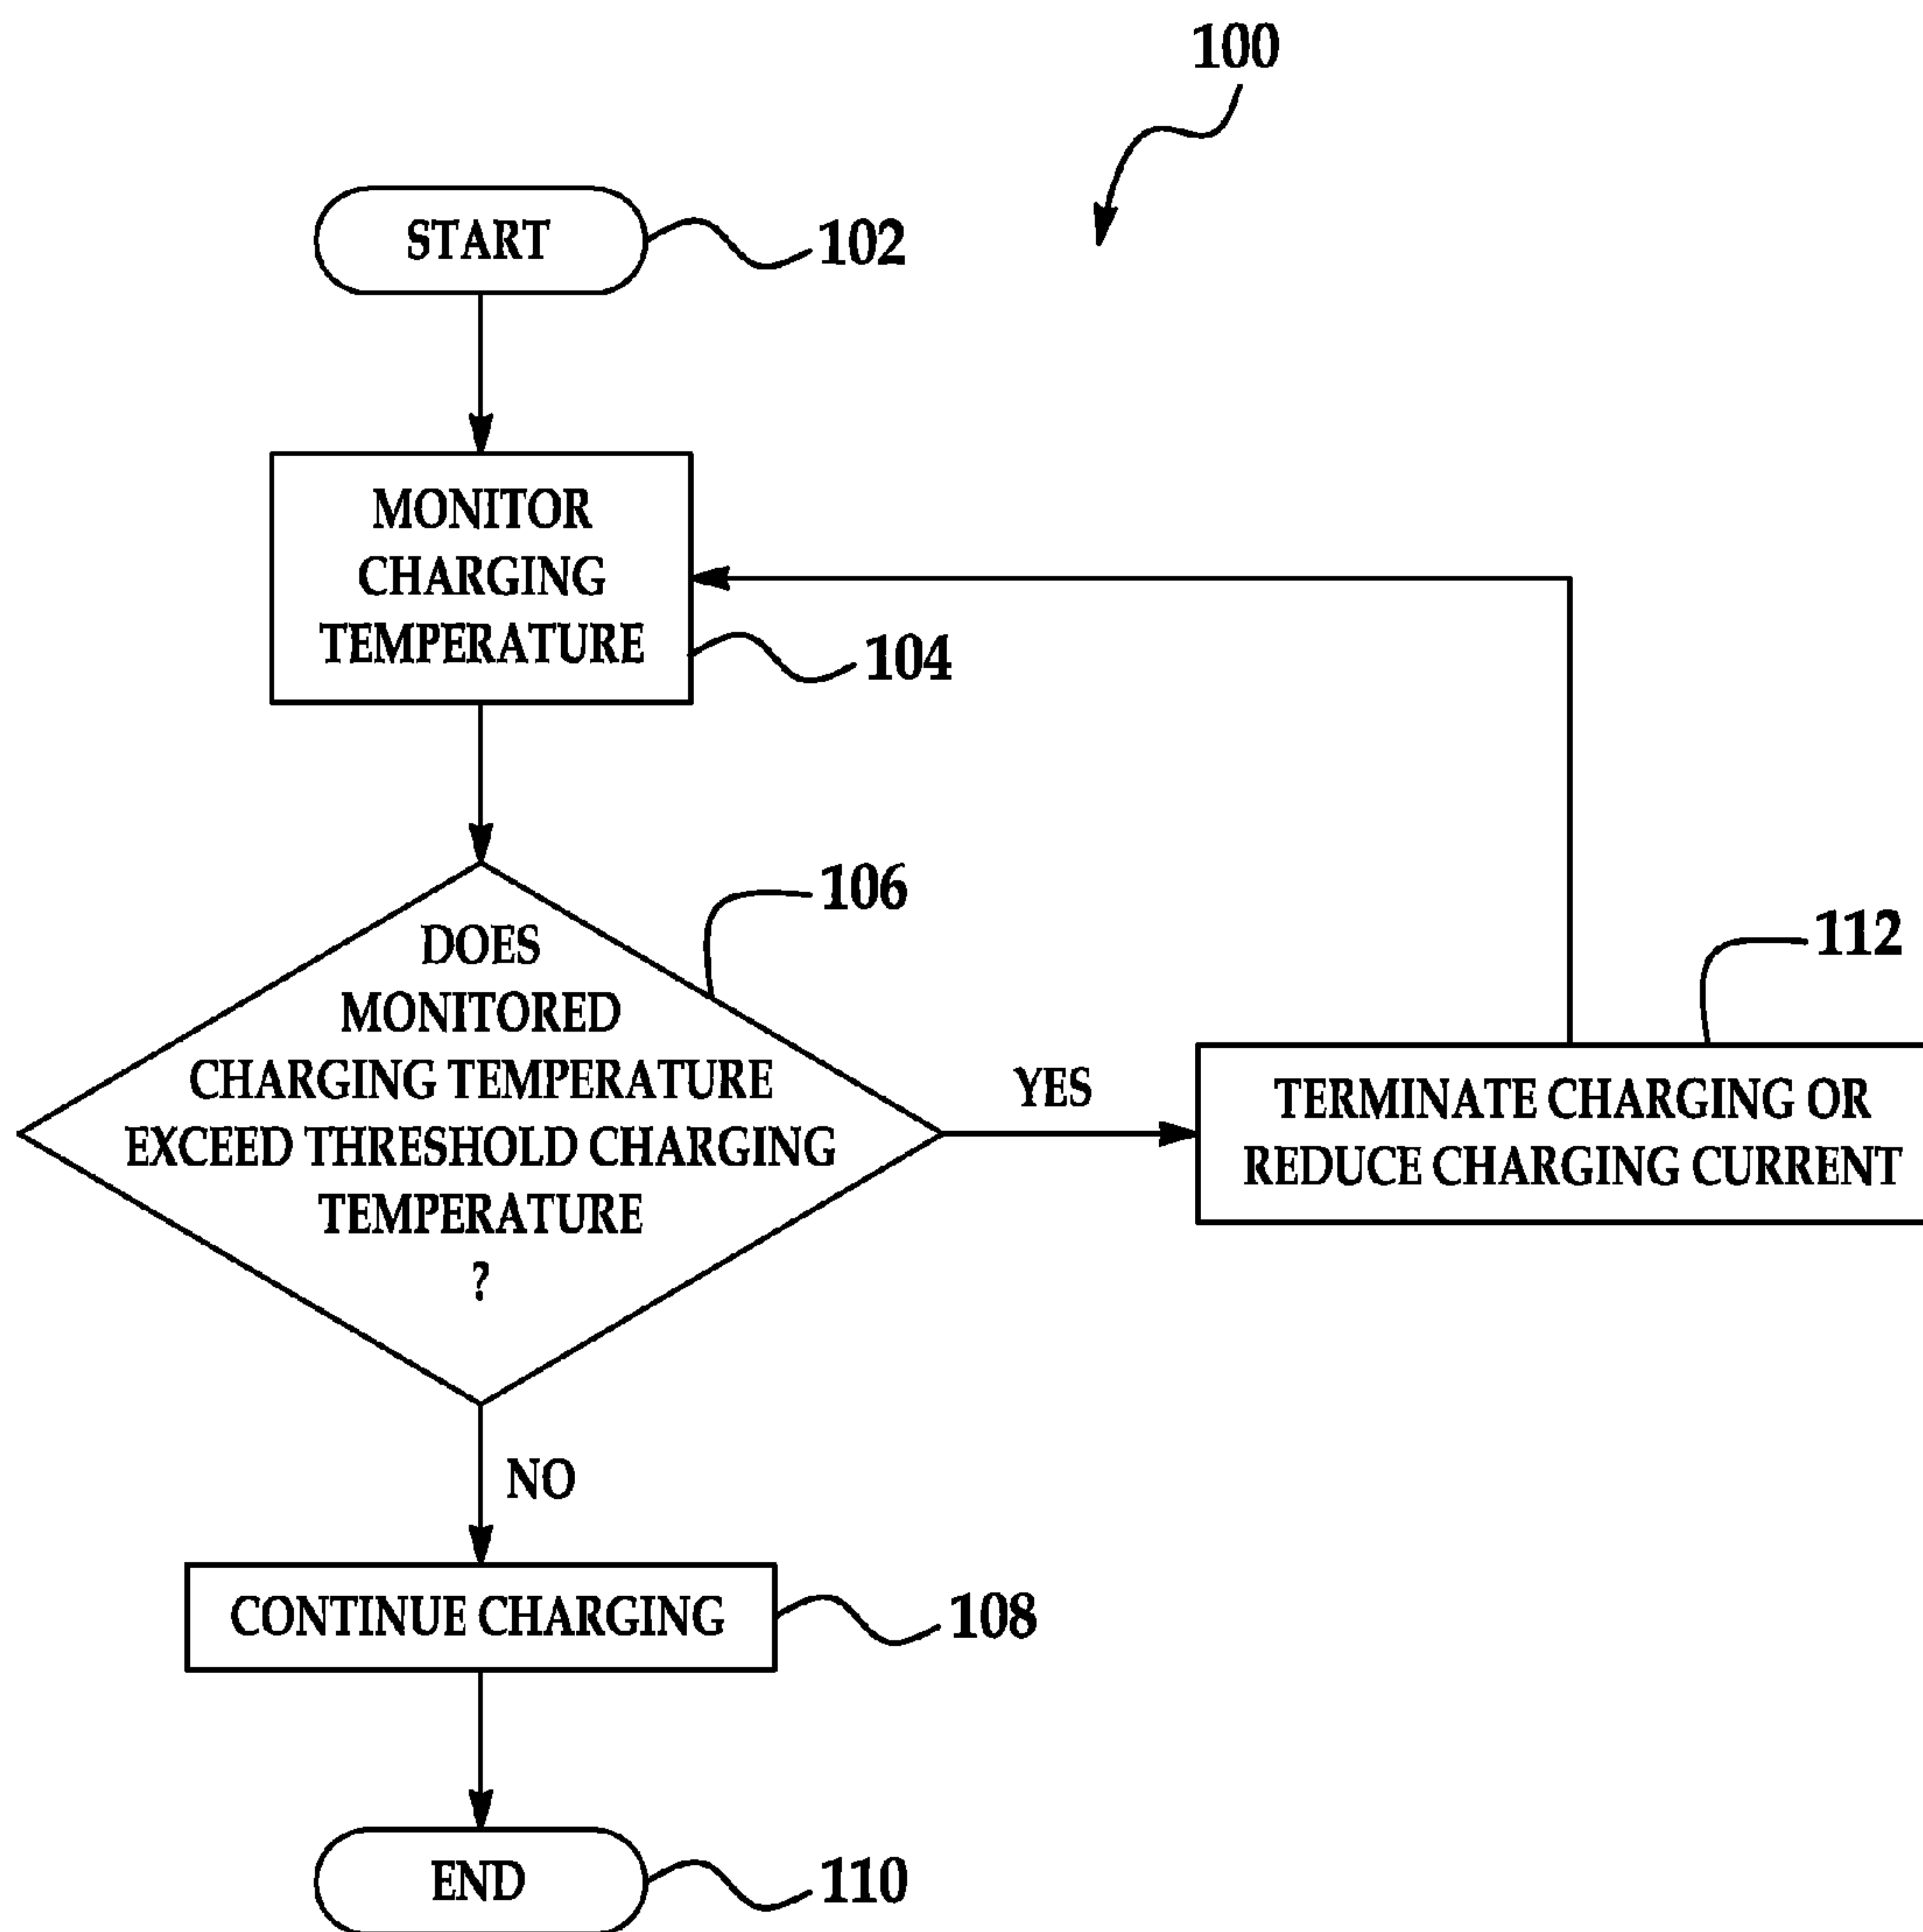 100
START
102
MONITOR
CHARGING
TEMPERATURE
104
DOES
MONITORED
CHARGING TEMPERATURE
EXCEED THRESHOLD CHARGING
TEMPERATURE
?
106
YES
112
TERMINATE CHARGING OR
REDUCE CHARGING CURRENT
NO
CONTINUE CHARGING
108
END
110